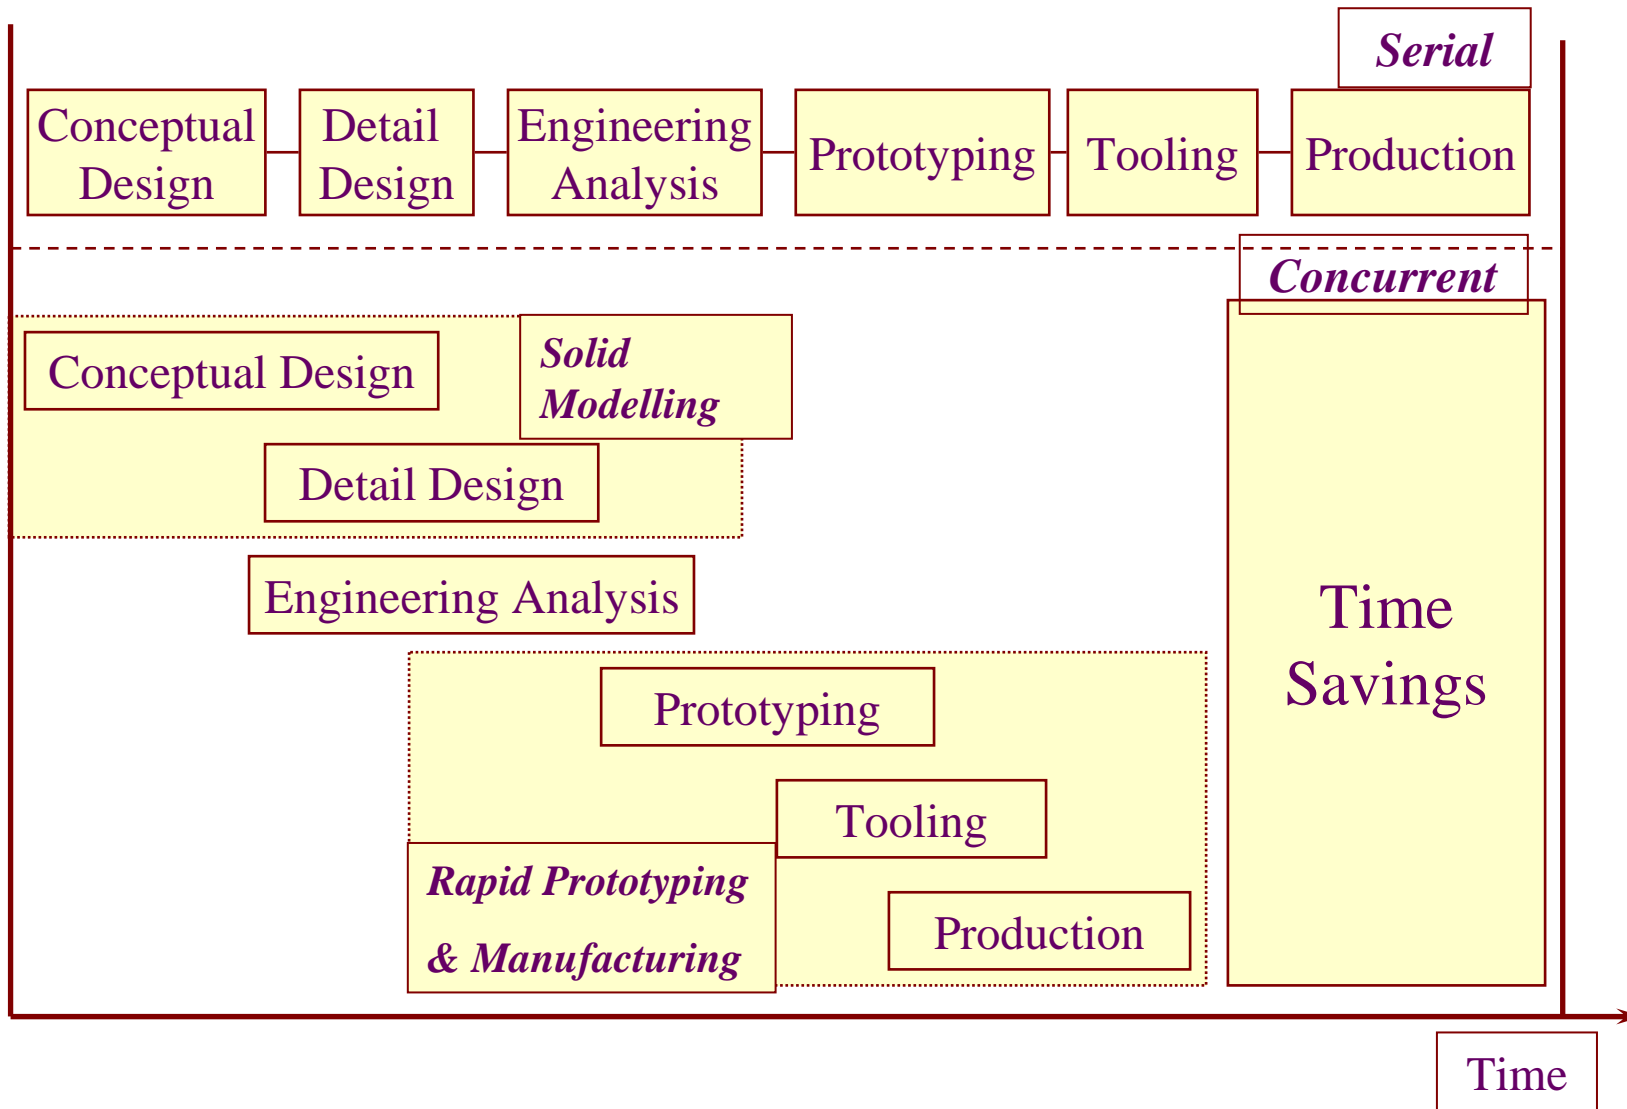 Serial
Conceptual
Design
Detail
Design
Engineering
Analysis
Prototyping
Tooling
Production
Concurrent
Conceptual Design
Solid
Modelling
Detail Design
Engineering Analysis
Prototyping
Tooling
Rapid Prototyping
& Manufacturing
Production
Time
Savings
Time